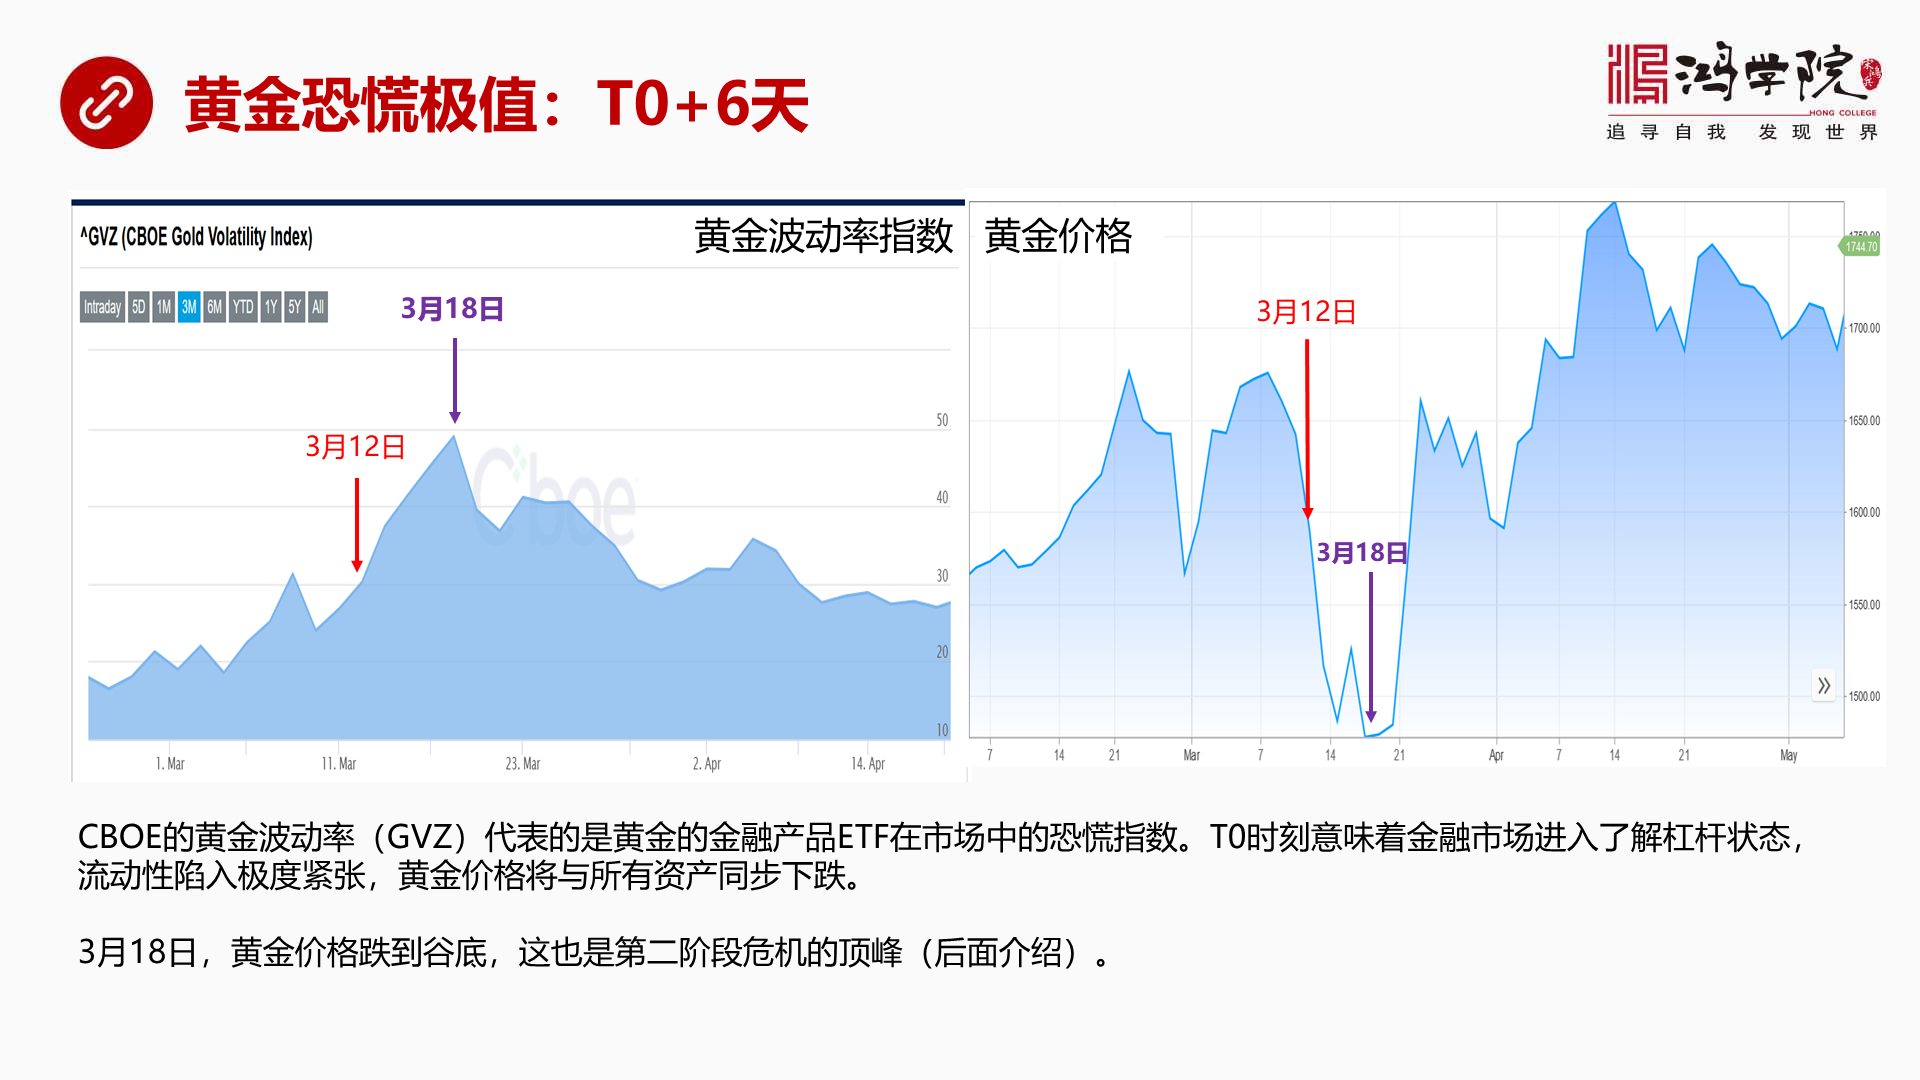 黄金恐慌极值：T0+6天
鸿学院
宋鸿兵
HONG COLLEGE
追寻自我 发现世界
^GVZ (CBOE Gold Volatility Index)
黄金波动率指数
Intraday 5D 1M 3M 6M YTD 1Y 5Y All
3月18日
3月12日
Cboe
50
40
30
20
10
1. Mar 11. Mar 23. Mar 2. Apr 14. Apr
黄金价格
3月12日
3月18日
1750.00
1744.70
1700.00
1650.00
1600.00
1550.00
1500.00
7 14 21 Mar 7 14 21 Apr 7 14 21 May
CBOE的黄金波动率（GVZ）代表的是黄金的金融产品ETF在市场中的恐慌指数。T0时刻意味着金融市场进入了解杠杆状态，
流动性陷入极度紧张，黄金价格将与所有资产同步下跌。
3月18日，黄金价格跌到谷底，这也是第二阶段危机的顶峰（后面介绍）。